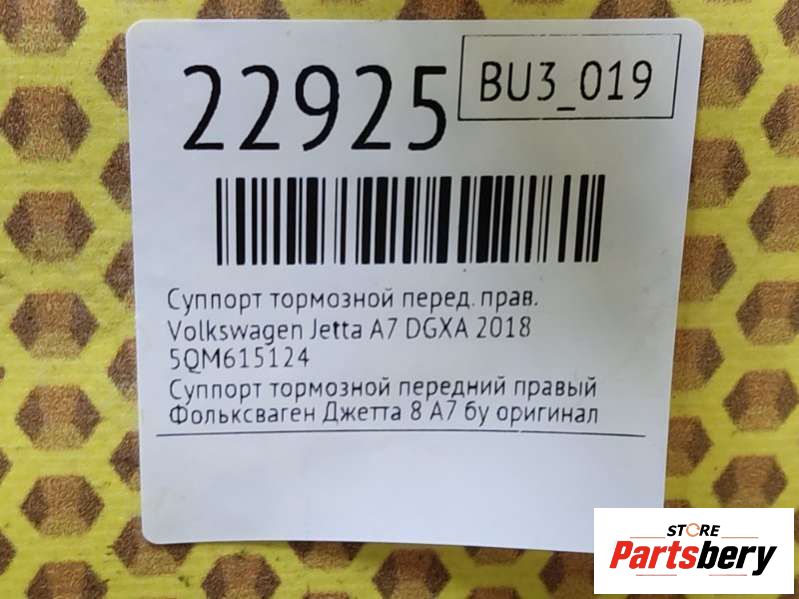 22925
BU3_019
Суппорт тормозной перед. прав.
Volkswagen Jetta A7 DGXA 2018
5QM615124
Суппорт тормозной передний правый
Фольксваген Джетта 8 А7 бу оригинал
STORE
Partsbery